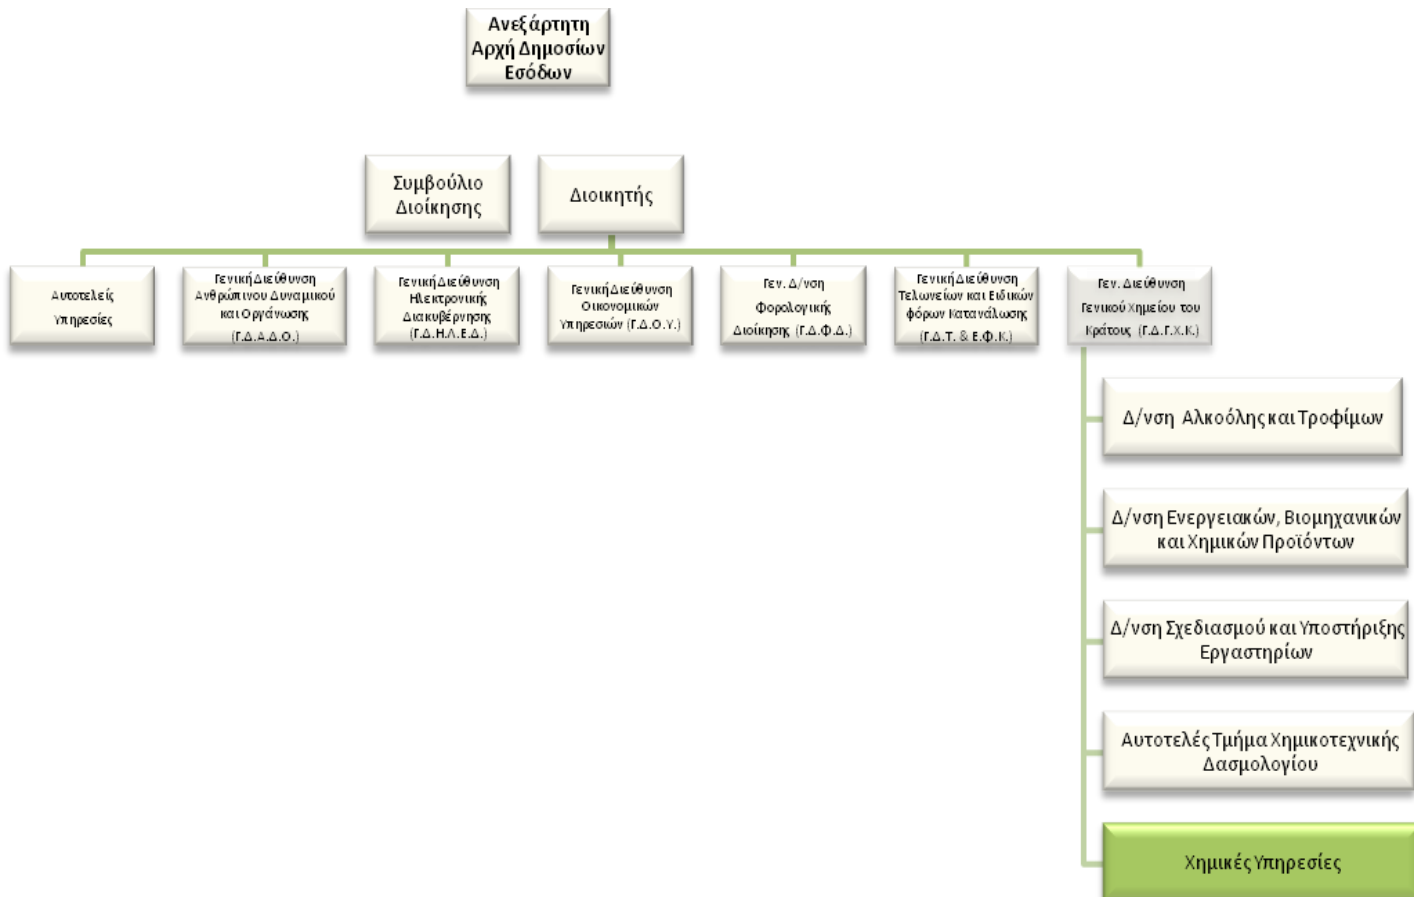 Ανεξάρτητη
Αρχή Δημοσίων
Εσόδων
Συμβούλιο
Διοίκησης
Διοικητής
Αυτοτελείς
Υπηρεσίες
Γενική Διεύθυνση
Ανθρώπινου Δυναμικού
και Οργάνωσης
(Γ.Δ.Α.Δ.Ο.)
Γενική Διεύθυνση
Ηλεκτρονικής
Διακυβέρνησης
(Γ.Δ.Η.Λ.Ε.Δ.)
Γενική Διεύθυνση
Οικονομικών
Υπηρεσιών (Γ.Δ.Ο.Υ.)
Γεν. Δ/νση
Φορολογικής
Διοίκησης (Γ.Δ.Φ.Δ.)
Γενική Διεύθυνση
Τελωνείων και Ειδικών
φόρων Κατανάλωσης
(Γ.Δ.Τ. & Ε.Φ.Κ.)
Γεν. Διεύθυνση
Γενικού Χημείου του
Κράτους (Γ.Δ.Γ.Χ.Κ.)
Δ/νση Αλκοόλης και Τροφίμων
Δ/νση Ενεργειακών, Βιομηχανικών
και Χημικών Προϊόντων
Δ/νση Σχεδιασμού και Υποστήριξης
Εργαστηρίων
Αυτοτελές Τμήμα Χημικοτεχνικής
Δασμολογίου
Χημικές Υπηρεσίες